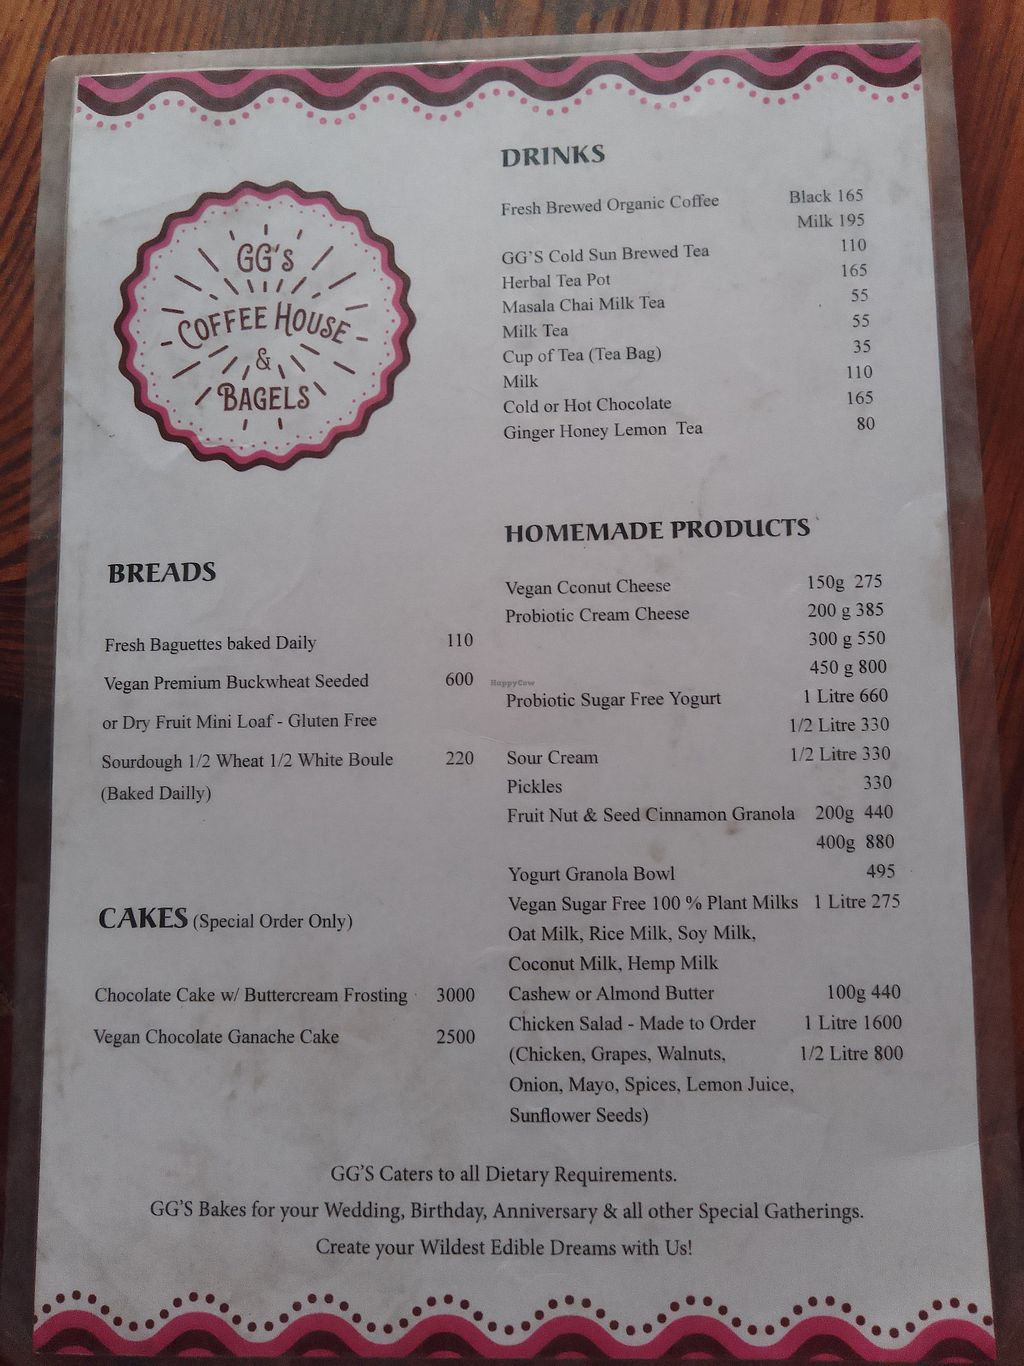 GG's
COFFEE HOUSE
&
BAGELS
DRINKS
Fresh Brewed Organic Coffee Black 165
Milk 195
GG'S Cold Sun Brewed Tea 110
Herbal Tea Pot 165
Masala Chai Milk Tea 55
Milk Tea 55
Cup of Tea (Tea Bag) 35
Milk 110
Cold or Hot Chocolate 165
Ginger Honey Lemon Tea 80
BREADS
Fresh Baguettes baked Daily 110
Vegan Premium Buckwheat Seeded 600
or Dry Fruit Mini Loaf - Gluten Free
Sourdough 1/2 Wheat 1/2 White Boule 220
(Baked Dailly)
CAKES (Special Order Only)
Chocolate Cake w/ Buttercream Frosting 3000
Vegan Chocolate Ganache Cake 2500
HOMEMADE PRODUCTS
Vegan Cconut Cheese 150g 275
Probiotic Cream Cheese 200 g 385
300 g 550
450 g 800
HappyCow
Probiotic Sugar Free Yogurt 1 Litre 660
1/2 Litre 330
Sour Cream 1/2 Litre 330
Pickles 330
Fruit Nut & Seed Cinnamon Granola 200g 440
400g 880
Yogurt Granola Bowl 495
Vegan Sugar Free 100 % Plant Milks 1 Litre 275
Oat Milk, Rice Milk, Soy Milk,
Coconut Milk, Hemp Milk
Cashew or Almond Butter 100g 440
Chicken Salad - Made to Order 1 Litre 1600
(Chicken, Grapes, Walnuts, 1/2 Litre 800
Onion, Mayo, Spices, Lemon Juice,
Sunflower Seeds)
GG'S Caters to all Dietary Requirements.
GG'S Bakes for your Wedding, Birthday, Anniversary & all other Special Gatherings.
Create your Wildest Edible Dreams with Us!